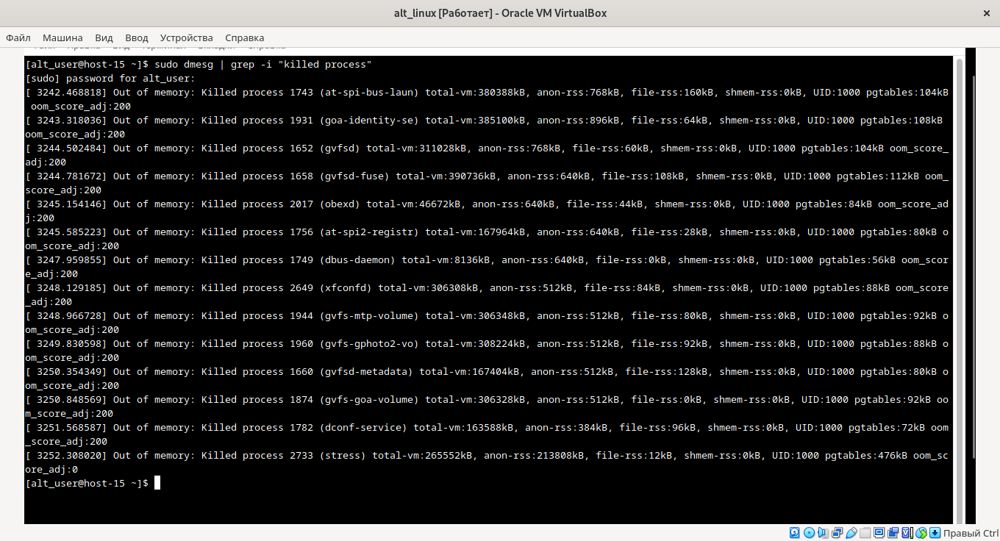 alt_linux [Работает] - Oracle VM VirtualBox
Файл Машина Вид Ввод Устройства Справка
[alt_user@host-15 ~]$ sudo dmesg | grep -i "killed process"
[sudo] password for alt_user:
[ 3242.468818] Out of memory: Killed process 1743 (at-spi-bus-laun) total-vm:380388kB, anon-rss:768kB, file-rss:160kB, shmem-rss:0kB, UID:1000 pgtables:104kB
 oom_score_adj:200
[ 3243.318036] Out of memory: Killed process 1931 (goa-identity-se) total-vm:385100kB, anon-rss:896kB, file-rss:64kB, shmem-rss:0kB, UID:1000 pgtables:108kB
oom_score_adj:200
[ 3244.502484] Out of memory: Killed process 1652 (gvfsd) total-vm:311028kB, anon-rss:768kB, file-rss:60kB, shmem-rss:0kB, UID:1000 pgtables:104kB oom_score_
adj:200
[ 3244.781672] Out of memory: Killed process 1658 (gvfsd-fuse) total-vm:390736kB, anon-rss:640kB, file-rss:108kB, shmem-rss:0kB, UID:1000 pgtables:112kB oom_
score_adj:200
[ 3245.154146] Out of memory: Killed process 2017 (obexd) total-vm:46672kB, anon-rss:640kB, file-rss:44kB, shmem-rss:0kB, UID:1000 pgtables:84kB oom_score_ad
j:200
[ 3245.585223] Out of memory: Killed process 1756 (at-spi2-registr) total-vm:167964kB, anon-rss:640kB, file-rss:28kB, shmem-rss:0kB, UID:1000 pgtables:80kB o
om_score_adj:200
[ 3247.959855] Out of memory: Killed process 1749 (dbus-daemon) total-vm:8136kB, anon-rss:640kB, file-rss:0kB, shmem-rss:0kB, UID:1000 pgtables:56kB oom_scor
e_adj:200
[ 3248.129185] Out of memory: Killed process 2649 (xfconfd) total-vm:306308kB, anon-rss:512kB, file-rss:84kB, shmem-rss:0kB, UID:1000 pgtables:88kB oom_score
_adj:200
[ 3248.966728] Out of memory: Killed process 1944 (gvfs-mtp-volume) total-vm:306348kB, anon-rss:512kB, file-rss:80kB, shmem-rss:0kB, UID:1000 pgtables:92kB o
om_score_adj:200
[ 3249.830598] Out of memory: Killed process 1960 (gvfs-gphoto2-vo) total-vm:308224kB, anon-rss:512kB, file-rss:92kB, shmem-rss:0kB, UID:1000 pgtables:88kB o
om_score_adj:200
[ 3250.354349] Out of memory: Killed process 1660 (gvfsd-metadata) total-vm:167404kB, anon-rss:512kB, file-rss:128kB, shmem-rss:0kB, UID:1000 pgtables:80kB o
om_score_adj:200
[ 3250.848569] Out of memory: Killed process 1874 (gvfs-goa-volume) total-vm:306328kB, anon-rss:512kB, file-rss:0kB, shmem-rss:0kB, UID:1000 pgtables:92kB oo
m_score_adj:200
[ 3251.568587] Out of memory: Killed process 1782 (dconf-service) total-vm:163588kB, anon-rss:384kB, file-rss:96kB, shmem-rss:0kB, UID:1000 pgtables:72kB oom
_score_adj:200
[ 3252.308020] Out of memory: Killed process 2733 (stress) total-vm:265552kB, anon-rss:213808kB, file-rss:12kB, shmem-rss:0kB, UID:1000 pgtables:476kB oom_sc
ore_adj:0
[alt_user@host-15 ~]$
Правый Ctrl